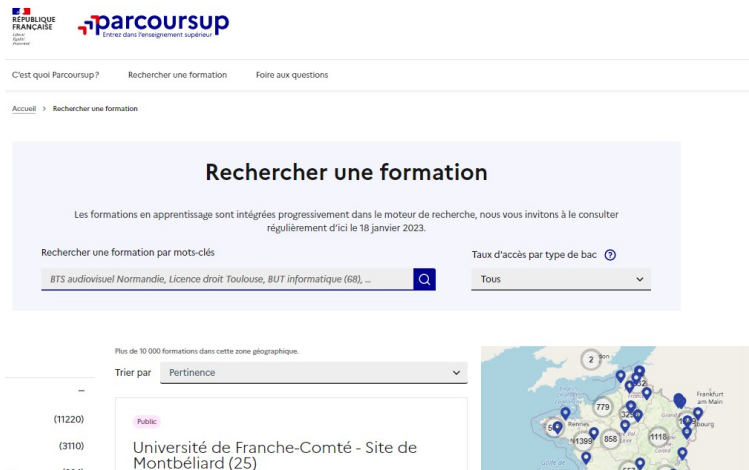 RÉPUBLIQUE
FRANÇAISE
Liberté
Égalité
Fraternité
parcoursup
Entrez dans l'enseignement supérieur
C'est quoi Parcoursup?
Rechercher une formation
Foire aux questions
Accueil > Rechercher une formation
Rechercher une formation
Les formations en apprentissage sont intégrées progressivement dans le moteur de recherche, nous vous invitons à le consulter
régulièrement d'ici le 18 janvier 2023.
Rechercher une formation par mots-clés
BTS audiovisuel Normandie, Licence droit Toulouse, BUT informatique (68), ...
Taux d'accès par type de bac ?
Tous
Plus de 10 000 formations dans cette zone géographique.
Trier par
Pertinence
(11220)
(3110)
Public
Université de Franche-Comté - Site de
Montbéliard (25)
2
779
Frankfurt
am Main
Rennes
1399
858
1118